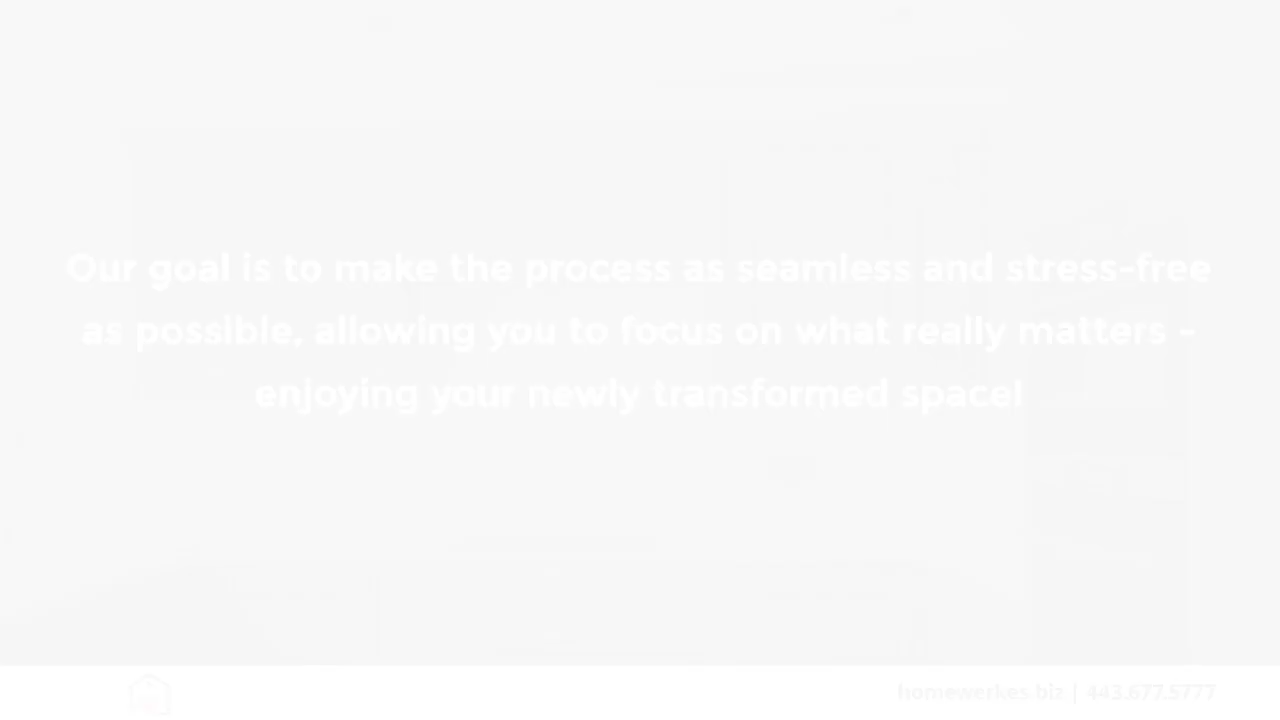 Our goal is to make the process as seamless and stress-free
as possible, allowing you to focus on what really matters -
enjoying your newly transformed space!
homewerkes.biz | 443.677.5777